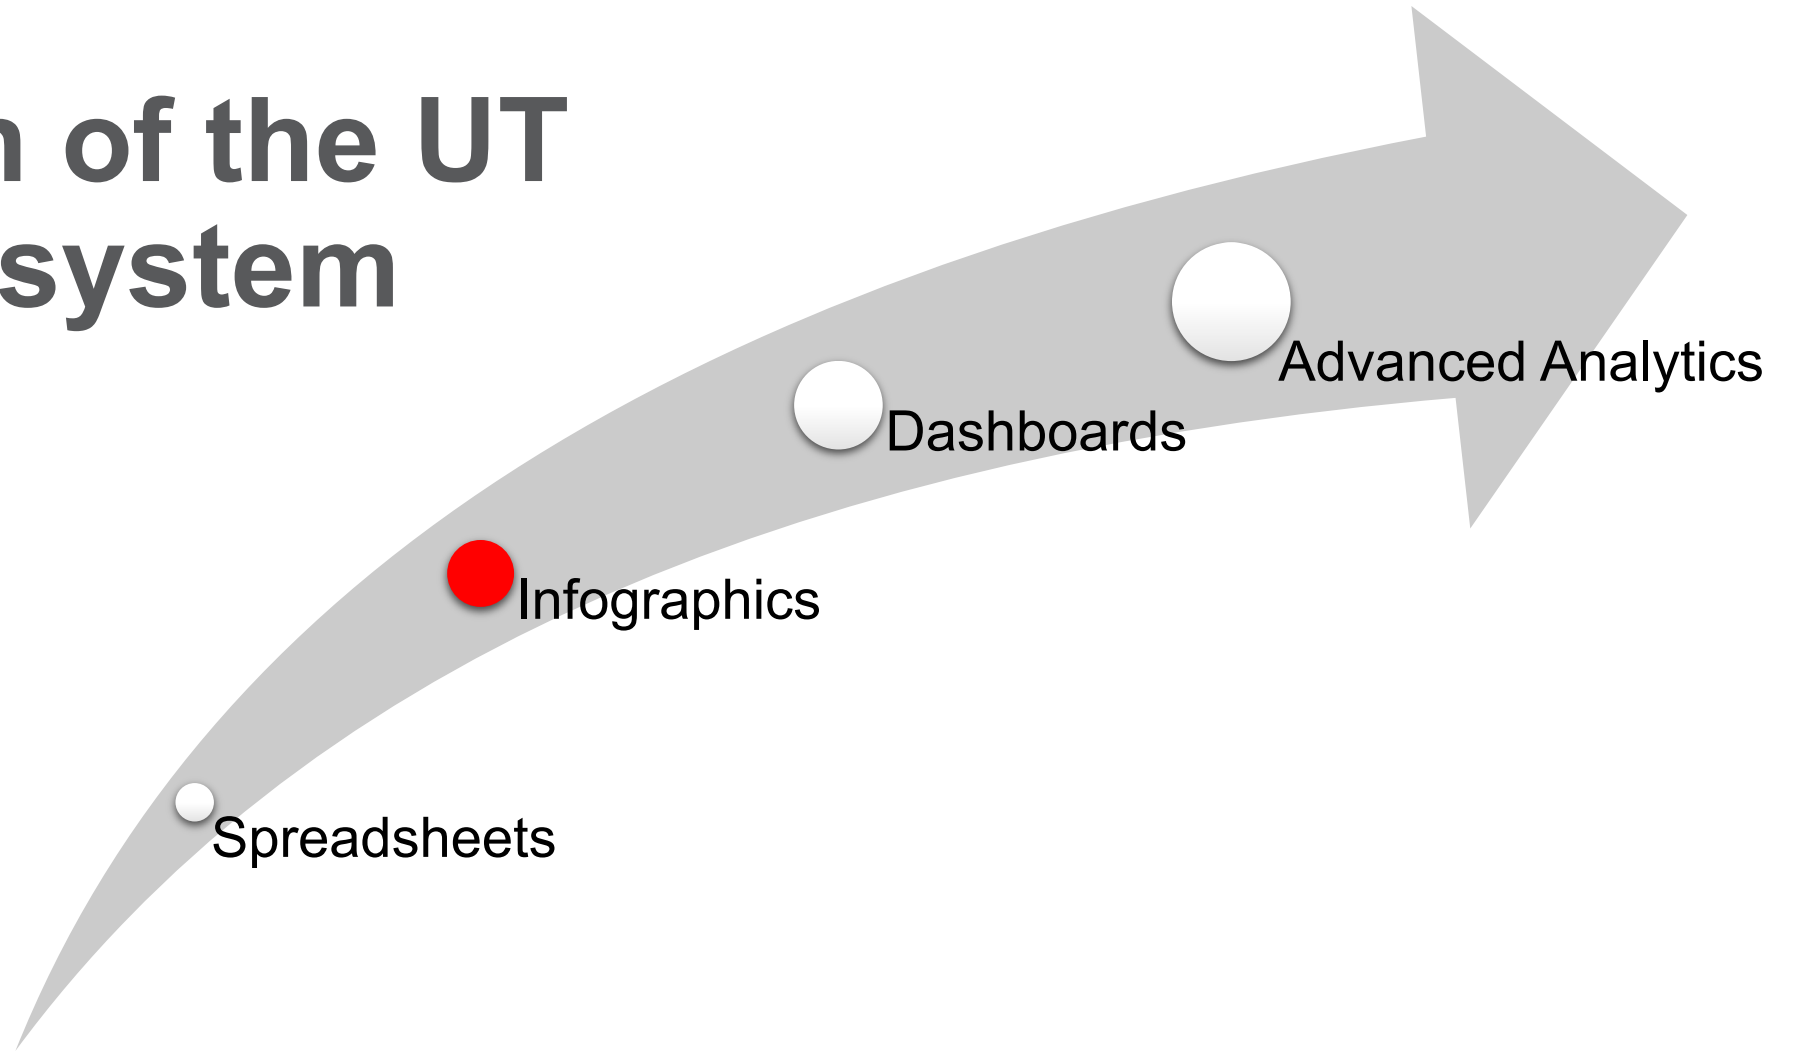 of the UT
system
Advanced Analytics
Dashboards
Infographics
Spreadsheets